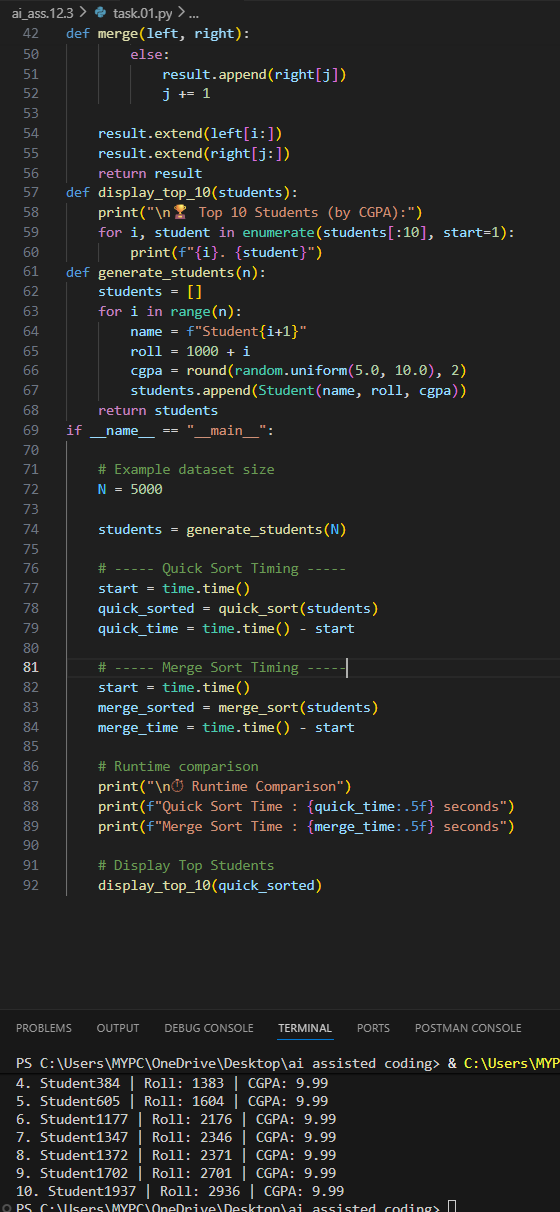 ai_ass.12.3 > task.01.py > ...
42 def merge(left, right):
50         else:
51             result.append(right[j])
52             j += 1
53
54     result.extend(left[i:])
55     result.extend(right[j:])
56     return result
57 def display_top_10(students):
58     print("\n🏆 Top 10 Students (by CGPA):")
59     for i, student in enumerate(students[:10], start=1):
60         print(f"{i}. {student}")
61 def generate_students(n):
62     students = []
63     for i in range(n):
64         name = f"Student{i+1}"
65         roll = 1000 + i
66         cgpa = round(random.uniform(5.0, 10.0), 2)
67         students.append(Student(name, roll, cgpa))
68     return students
69 if __name__ == "__main__":
70
71     # Example dataset size
72     N = 5000
73
74     students = generate_students(N)
75
76     # ----- Quick Sort Timing -----
77     start = time.time()
78     quick_sorted = quick_sort(students)
79     quick_time = time.time() - start
80
81     # ----- Merge Sort Timing -----
82     start = time.time()
83     merge_sorted = merge_sort(students)
84     merge_time = time.time() - start
85
86     # Runtime comparison
87     print("\n⏱ Runtime Comparison")
88     print(f"Quick Sort Time : {quick_time:.5f} seconds")
89     print(f"Merge Sort Time : {merge_time:.5f} seconds")
90
91     # Display Top Students
92     display_top_10(quick_sorted)
PROBLEMS OUTPUT DEBUG CONSOLE TERMINAL PORTS POSTMAN CONSOLE
PS C:\Users\MYPC\OneDrive\Desktop\ai assisted coding> & C:\Users\MYP
4. Student384 | Roll: 1383 | CGPA: 9.99
5. Student605 | Roll: 1604 | CGPA: 9.99
6. Student1177 | Roll: 2176 | CGPA: 9.99
7. Student1347 | Roll: 2346 | CGPA: 9.99
8. Student1372 | Roll: 2371 | CGPA: 9.99
9. Student1702 | Roll: 2701 | CGPA: 9.99
10. Student1937 | Roll: 2936 | CGPA: 9.99
PS C:\Users\MYPC\OneDrive\Desktop\ai assisted coding>